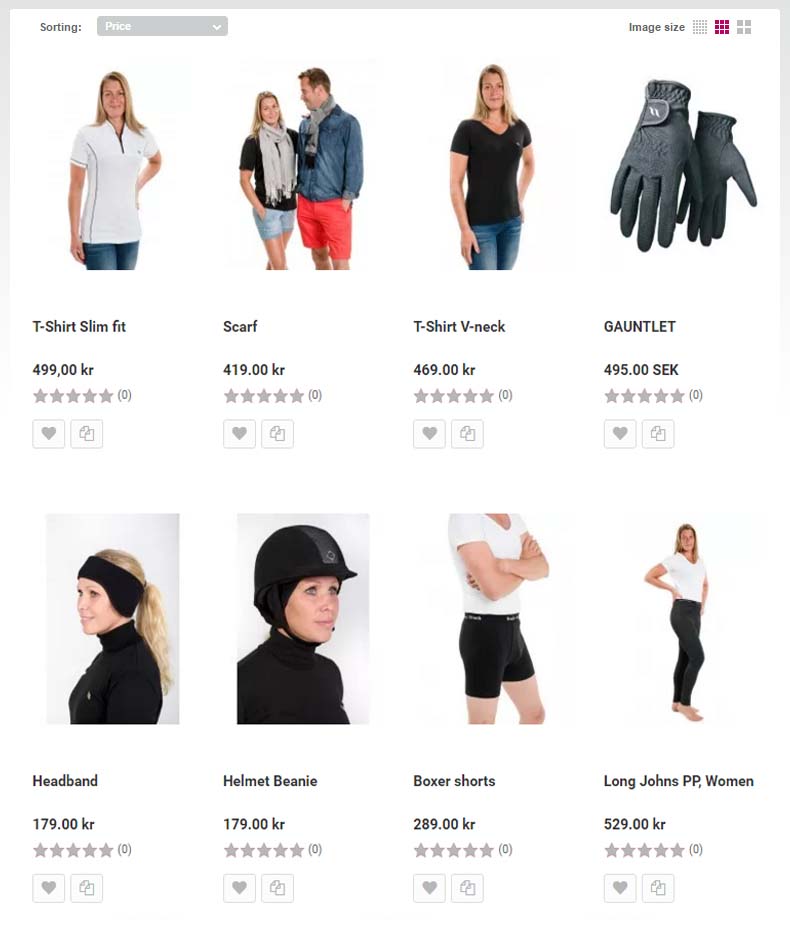 Sorting: Price Image size
T-Shirt Slim fit Scarf T-Shirt V-neck GAUNTLET
499,00 kr 419.00 kr 469.00 kr 495.00 SEK
(0) (0) (0) (0)
Headband Helmet Beanie Boxer shorts Long Johns PP, Women
179.00 kr 179.00 kr 289.00 kr 529.00 kr
(0) (0) (0) (0)